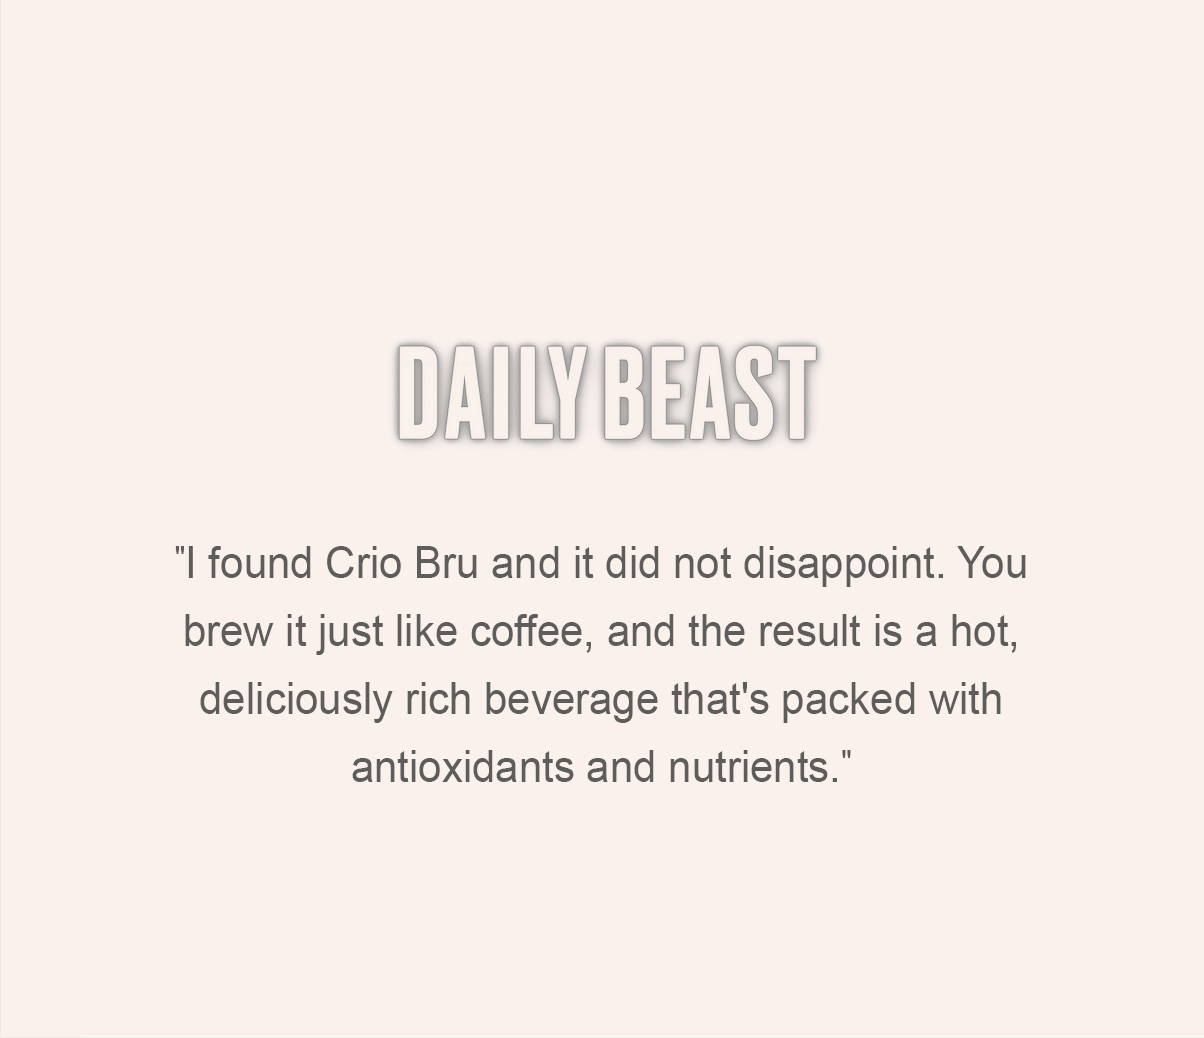 DAILY BEAST
"I found Crio Bru and it did not disappoint. You
brew it just like coffee, and the result is a hot,
deliciously rich beverage that's packed with
antioxidants and nutrients."